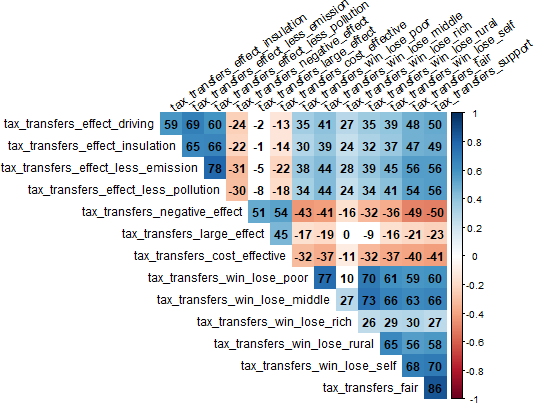 tax_transfers_effect_insulation
tax_transfers_effect_less_emission
tax_transfers_effect_less_pollution
tax_transfers_negative_effect
tax_transfers_large_effect
tax_transfers_cost_effective
tax_transfers_win_lose_poor
tax_transfers_win_lose_middle
tax_transfers_win_lose_rich
tax_transfers_win_lose_rural
tax_transfers_win_lose_self
tax_transfers_fair
tax_transfers_support
tax_transfers_effect_driving 59 69 60 -24 -2 -13 35 41 27 35 39 48 50
tax_transfers_effect_insulation 65 66 -22 -1 -14 30 39 24 32 37 47 49
tax_transfers_effect_less_emission 78 -31 -5 -22 38 44 28 39 45 56 56
tax_transfers_effect_less_pollution -30 -8 -18 34 44 24 34 41 54 56
tax_transfers_negative_effect 51 54 -43 -41 -16 -32 -36 -49 -50
tax_transfers_large_effect 45 -17 -19 0 -9 -16 -21 -23
tax_transfers_cost_effective -32 -37 -11 -32 -37 -40 -41
tax_transfers_win_lose_poor 77 10 70 61 59 60
tax_transfers_win_lose_middle 27 73 66 63 66
tax_transfers_win_lose_rich 26 29 30 27
tax_transfers_win_lose_rural 65 56 58
tax_transfers_win_lose_self 68 70
tax_transfers_fair 86
1
0.8
0.6
0.4
0.2
0
-0.2
-0.4
-0.6
-0.8
-1